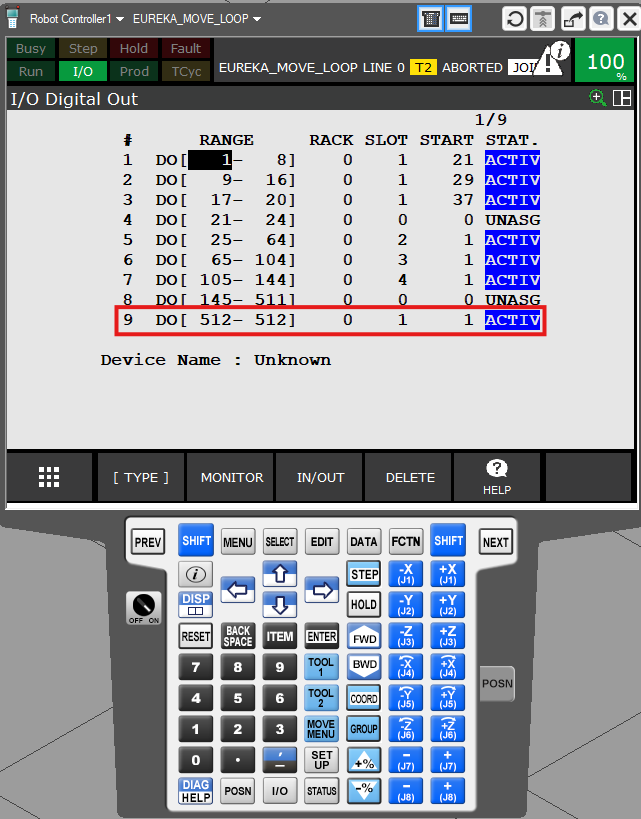 Robot Controller1 EUREKA_MOVE_LOOP
Busy Step Hold Fault
Run I/O Prod TCyc
EUREKA_MOVE_LOOP LINE 0 T2 ABORTED
100
%
I/O Digital Out
1/9
# RANGE RACK SLOT START STAT.
1 DO[ 1- 8] 0 1 21 ACTIV
2 DO[ 9- 16] 0 1 29 ACTIV
3 DO[ 17- 20] 0 1 37 ACTIV
4 DO[ 21- 24] 0 0 0 UNASG
5 DO[ 25- 64] 0 2 1 ACTIV
6 DO[ 65- 104] 0 3 1 ACTIV
7 DO[ 105- 144] 0 4 1 ACTIV
8 DO[ 145- 511] 0 0 0 UNASG
9 DO[ 512- 512] 0 1 1 ACTIV
Device Name : Unknown
[ TYPE ] MONITOR IN/OUT DELETE ? HELP
PREV SHIFT MENU SELECT EDIT DATA FCTN SHIFT NEXT
i STEP -X (J1) +X (J1)
DISP HOLD -Y (J2) +Y (J2)
OFF ON
RESET BACK SPACE ITEM ENTER FWD -Z (J3) +Z (J3)
7 8 9 TOOL 1 BWD -X (J4) +X (J4)
POSN
4 5 6 TOOL 2 COORD -Y (J5) +Y (J5)
1 2 3 MOVE MENU GROUP -Z (J6) +Z (J6)
0 . , – SET UP +% – (J7) + (J7)
DIAG HELP POSN I/O STATUS -% – (J8) + (J8)